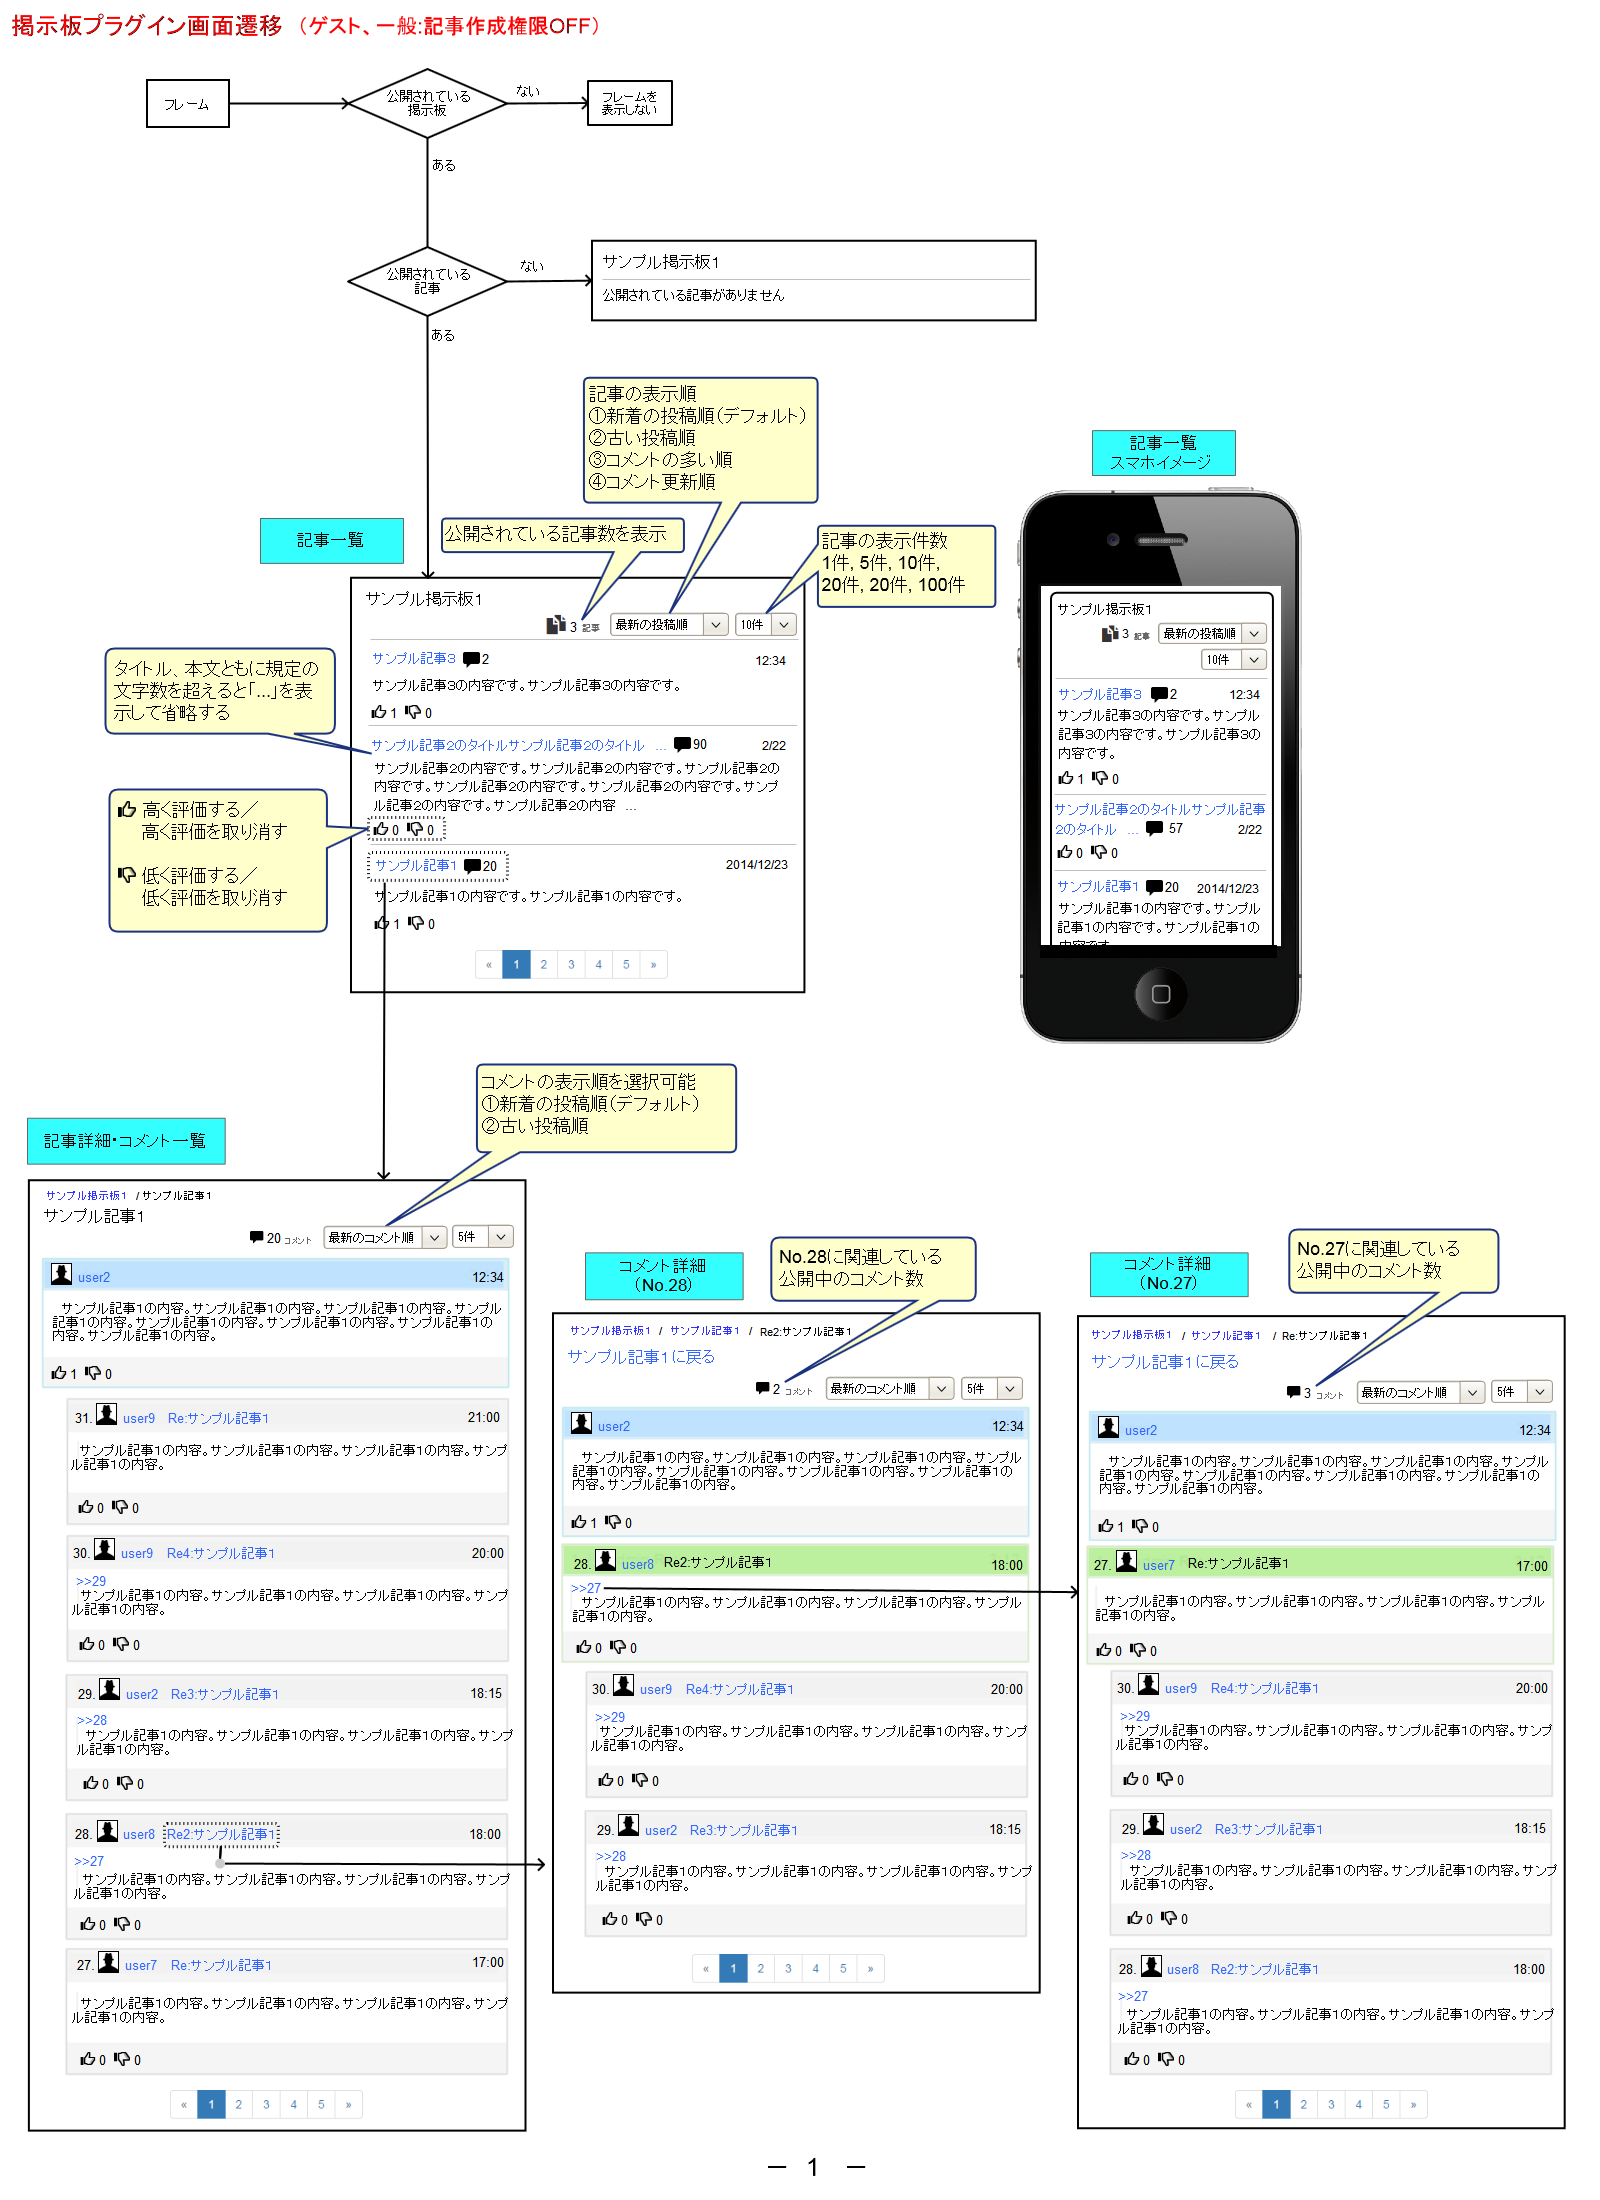 掲示板プラグイン画面遷移 （ゲスト、一般:記事作成権限OFF）
フレーム
公開されている
掲示板
ない
フレームを
表示しない
ある
公開されている
記事
ない
サンプル掲示板1
公開されている記事がありません
ある
記事の表示順
①新着の投稿順（デフォルト）
②古い投稿順
③コメントの多い順
④コメント更新順
記事一覧
公開されている記事数を表示
記事の表示件数
1件, 5件, 10件,
20件, 20件, 100件
サンプル掲示板1
3 記事 最新の投稿順 10件
サンプル記事3 2 12:34
サンプル記事3の内容です。サンプル記事3の内容です。
1 0
タイトル、本文ともに規定の
文字数を超えると「...」を表
示して省略する
サンプル記事2のタイトルサンプル記事2のタイトル ... 90 2/22
サンプル記事2の内容です。サンプル記事2の内容です。サンプル記事2の
内容です。サンプル記事2の内容です。サンプル記事2の内容です。サンプ
ル記事2の内容です。サンプル記事2の内容 ...
0 0
高く評価する／
高く評価を取り消す
低く評価する／
低く評価を取り消す
サンプル記事1 20 2014/12/23
サンプル記事1の内容です。サンプル記事1の内容です。
1 0
« 1 2 3 4 5 »
記事一覧
スマホイメージ
サンプル掲示板1
3 記事 最新の投稿順
10件
サンプル記事3 2 12:34
サンプル記事3の内容です。サンプル
記事3の内容です。サンプル記事3の
内容です。
1 0
サンプル記事2のタイトルサンプル記事
2のタイトル ... 57 2/22
0 0
サンプル記事1 20 2014/12/23
サンプル記事1の内容です。サンプル
記事1の内容です。サンプル記事1の
内容です
コメントの表示順を選択可能
①新着の投稿順（デフォルト）
②古い投稿順
記事詳細・コメント一覧
サンプル掲示板1 / サンプル記事1
サンプル記事1
20 コメント 最新のコメント順 5件
user2 12:34
サンプル記事1の内容。サンプル記事1の内容。サンプル記事1の内容。サンプル
記事1の内容。サンプル記事1の内容。サンプル記事1の内容。サンプル記事1の
内容。サンプル記事1の内容。
1 0
31. user9 Re:サンプル記事1 21:00
サンプル記事1の内容。サンプル記事1の内容。サンプル記事1の内容。サンプ
ル記事1の内容。
0 0
30. user9 Re4:サンプル記事1 20:00
>>29
サンプル記事1の内容。サンプル記事1の内容。サンプル記事1の内容。サンプ
ル記事1の内容。
0 0
29. user2 Re3:サンプル記事1 18:15
>>28
サンプル記事1の内容。サンプル記事1の内容。サンプル記事1の内容。サンプ
ル記事1の内容。
0 0
28. user8 Re2:サンプル記事1 18:00
>>27
サンプル記事1の内容。サンプル記事1の内容。サンプル記事1の内容。サンプ
ル記事1の内容。
0 0
27. user7 Re:サンプル記事1 17:00
サンプル記事1の内容。サンプル記事1の内容。サンプル記事1の内容。サンプ
ル記事1の内容。
0 0
« 1 2 3 4 5 »
コメント詳細
（No.28）
No.28に関連している
公開中のコメント数
サンプル掲示板1 / サンプル記事1 / Re2:サンプル記事1
サンプル記事1に戻る
2 コメント 最新のコメント順 5件
user2 12:34
サンプル記事1の内容。サンプル記事1の内容。サンプル記事1の内容。サンプル
記事1の内容。サンプル記事1の内容。サンプル記事1の内容。サンプル記事1の
内容。サンプル記事1の内容。
1 0
28. user8 Re2:サンプル記事1 18:00
>>27
サンプル記事1の内容。サンプル記事1の内容。サンプル記事1の内容。サンプル
記事1の内容。
0 0
30. user9 Re4:サンプル記事1 20:00
>>29
サンプル記事1の内容。サンプル記事1の内容。サンプル記事1の内容。サンプ
ル記事1の内容。
0 0
29. user2 Re3:サンプル記事1 18:15
>>28
サンプル記事1の内容。サンプル記事1の内容。サンプル記事1の内容。サンプ
ル記事1の内容。
0 0
« 1 2 3 4 5 »
コメント詳細
（No.27）
No.27に関連している
公開中のコメント数
サンプル掲示板1 / サンプル記事1 / Re:サンプル記事1
サンプル記事1に戻る
3 コメント 最新のコメント順 5件
user2 12:34
サンプル記事1の内容。サンプル記事1の内容。サンプル記事1の内容。サンプル
記事1の内容。サンプル記事1の内容。サンプル記事1の内容。サンプル記事1の
内容。サンプル記事1の内容。
1 0
27. user7 Re:サンプル記事1 17:00
サンプル記事1の内容。サンプル記事1の内容。サンプル記事1の内容。サンプル
記事1の内容。
0 0
30. user9 Re4:サンプル記事1 20:00
>>29
サンプル記事1の内容。サンプル記事1の内容。サンプル記事1の内容。サンプ
ル記事1の内容。
0 0
29. user2 Re3:サンプル記事1 18:15
>>28
サンプル記事1の内容。サンプル記事1の内容。サンプル記事1の内容。サンプ
ル記事1の内容。
0 0
28. user8 Re2:サンプル記事1 18:00
>>27
サンプル記事1の内容。サンプル記事1の内容。サンプル記事1の内容。サンプ
ル記事1の内容。
0 0
« 1 2 3 4 5 »
－ 1 －